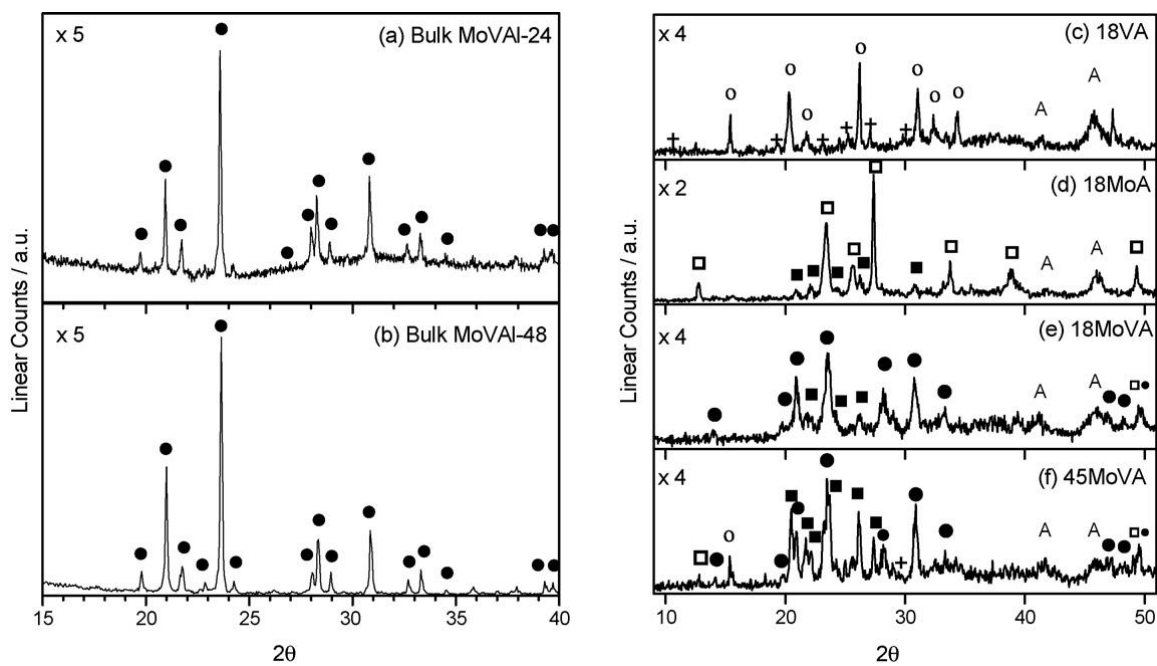 x 5
(a) Bulk MoVAl-24
x 5
(b) Bulk MoVAl-48
Linear Counts / a.u.
15 20 25 30 35 40
2θ
x 4
(c) 18VA
o o o o o o o
+ + + + + +
A A
x 2
(d) 18MoA
A A
x 4
(e) 18MoVA
A A
x 4
(f) 45MoVA
o
+
A A
Linear Counts / a.u.
10 20 30 40 50
2θ